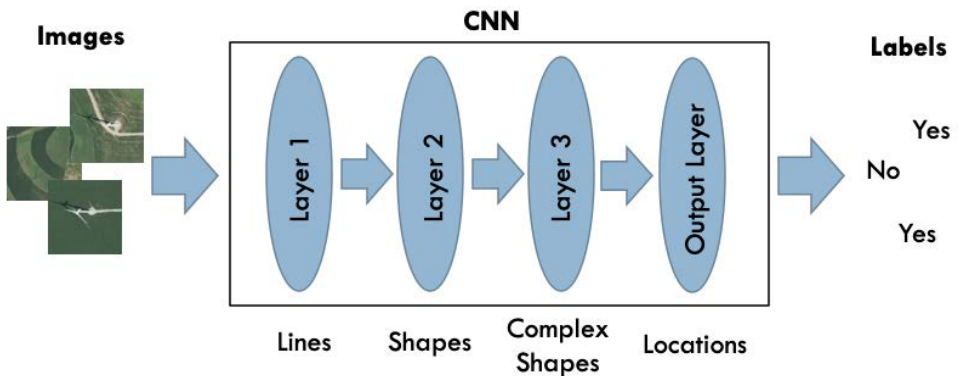 CNN
Images
Labels
Layer 1
Layer 2
Layer 3
Output Layer
Yes
No
Yes
Lines
Shapes
Complex
Shapes
Locations